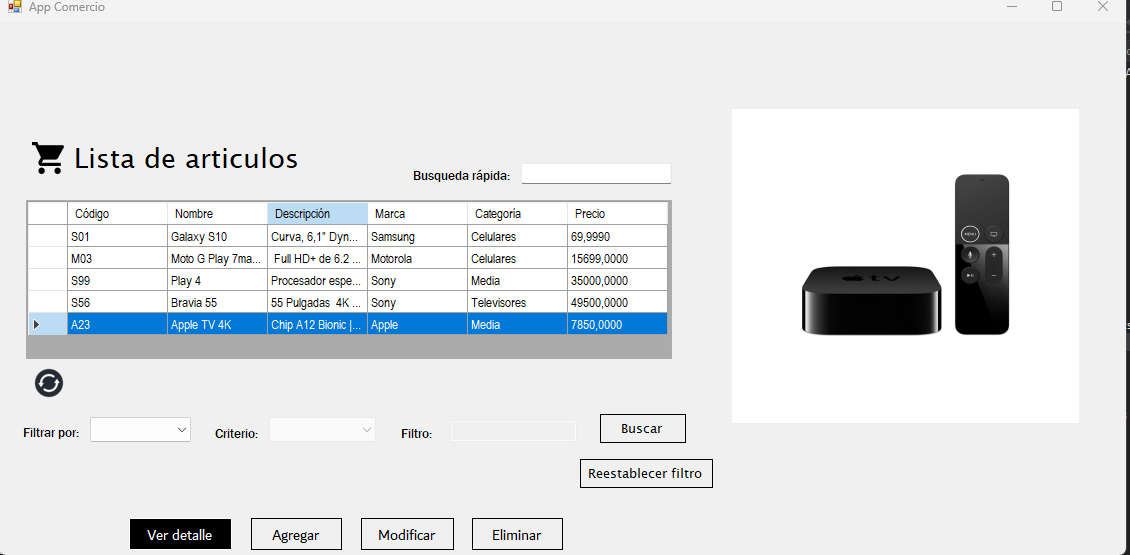 App Comercio
Lista de articulos
Busqueda rápida:
Código Nombre Descripción Marca Categoría Precio
S01 Galaxy S10 Curva, 6,1" Dyn... Samsung Celulares 69,9990
M03 Moto G Play 7ma... Full HD+ de 6.2 ... Motorola Celulares 15699,0000
S99 Play 4 Procesador espe... Sony Media 35000,0000
S56 Bravia 55 55 Pulgadas 4K ... Sony Televisores 49500,0000
A23 Apple TV 4K Chip A12 Bionic |... Apple Media 7850,0000
tv
MENU
Filtrar por:
Criterio:
Filtro:
Buscar
Reestablecer filtro
Ver detalle
Agregar
Modificar
Eliminar